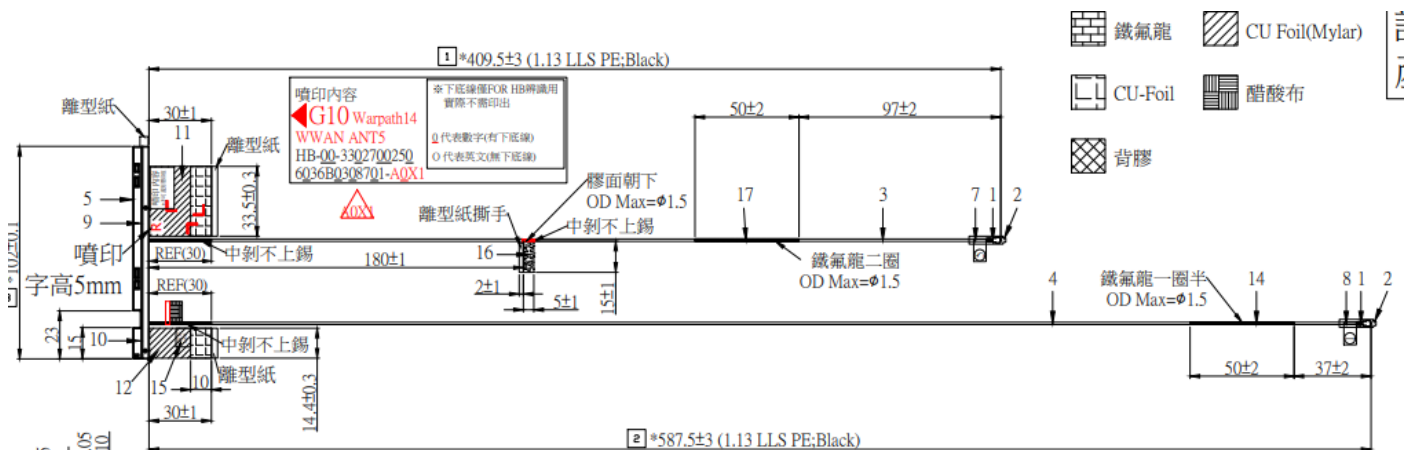 鐵氟龍
CU Foil(Mylar)
CU-Foil
醋酸布
背膠
1 *409.5±3 (1.13 LLS PE;Black)
離型紙
30±1
11
離型紙
噴印內容
G10 Warpath14
WWAN ANT5
HB-00-3302700250
6036B0308701-A0X1
※下底線僅FOR HB辨識用
實際不需印出
0 代表數字(有下底線)
O 代表英文(無下底線)
A0X1
50±2
97±2
5
9
噴印內容
R
33.5±0.3
膠面朝下
OD Max=φ1.5
離型紙撕手
中剝不上錫
16
17
3
7
1
2
噴印
字高5mm
REF(30)
中剝不上錫
180±1
2±1
5±1
15±1
鐵氟龍二圈
OD Max=φ1.5
*102±0.1
REF(30)
4
鐵氟龍一圈半
OD Max=φ1.5
14
8
1
2
23
15
10
中剝不上錫
12
15
10
離型紙
14.4±0.3
30±1
50±2
37±2
2 *587.5±3 (1.13 LLS PE;Black)